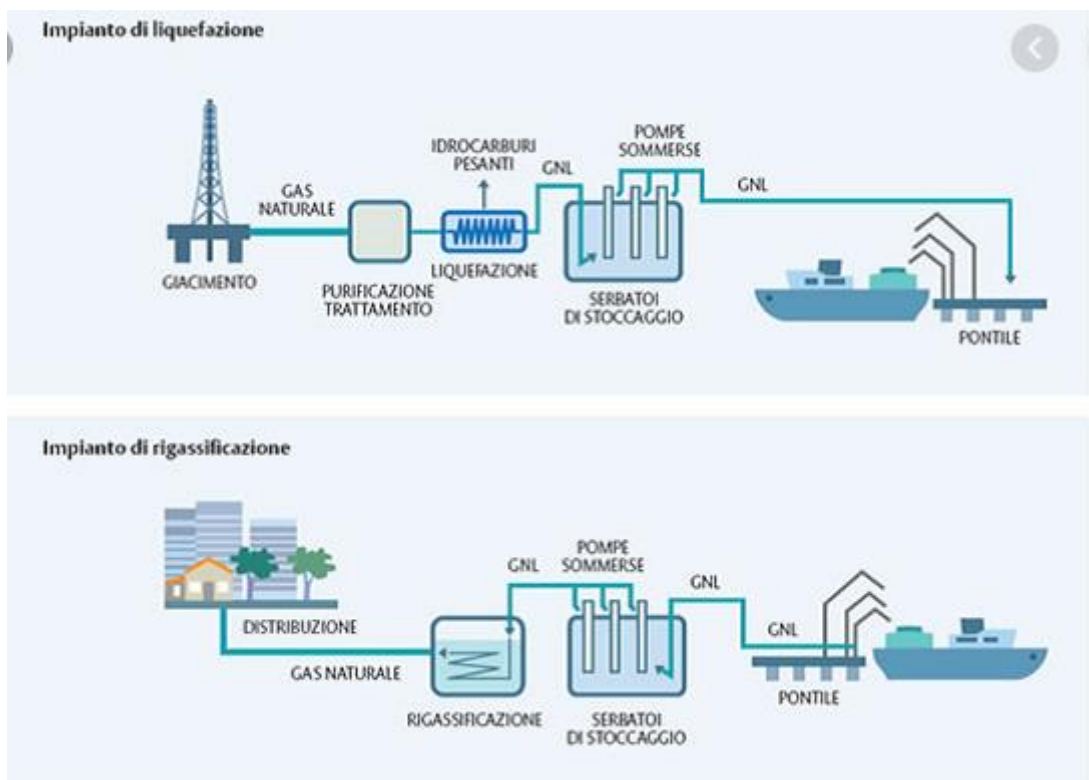 Impianto di liquefazione
IDROCARBURI
PESANTI
GNL
POMPE
SOMMERSE
GNL
GAS
NATURALE
GIACIMENTO
PURIFICAZIONE
TRATTAMENTO
LIQUEFAZIONE
SERBATOI
DI STOCCAGGIO
PONTILE
Impianto di rigassificazione
DISTRIBUZIONE
GAS NATURALE
GNL
POMPE
SOMMERSE
GNL
GNL
RIGASSIFICAZIONE
SERBATOI
DI STOCCAGGIO
PONTILE